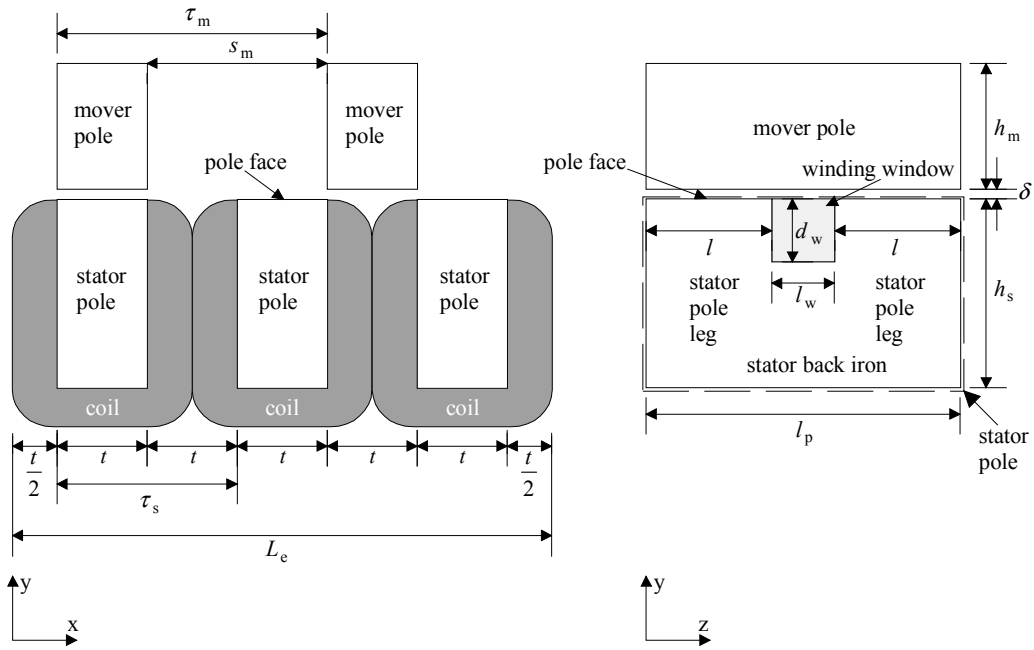 τm
sm
mover
pole
mover
pole
pole face
stator
pole
stator
pole
stator
pole
coil
coil
coil
t/2
t
t
t
t
t
t/2
τs
Le
y
x
mover pole
hm
pole face
winding window
δ
dw
l
l
lw
stator
pole
leg
stator
pole
leg
hs
stator back iron
lp
stator
pole
y
z